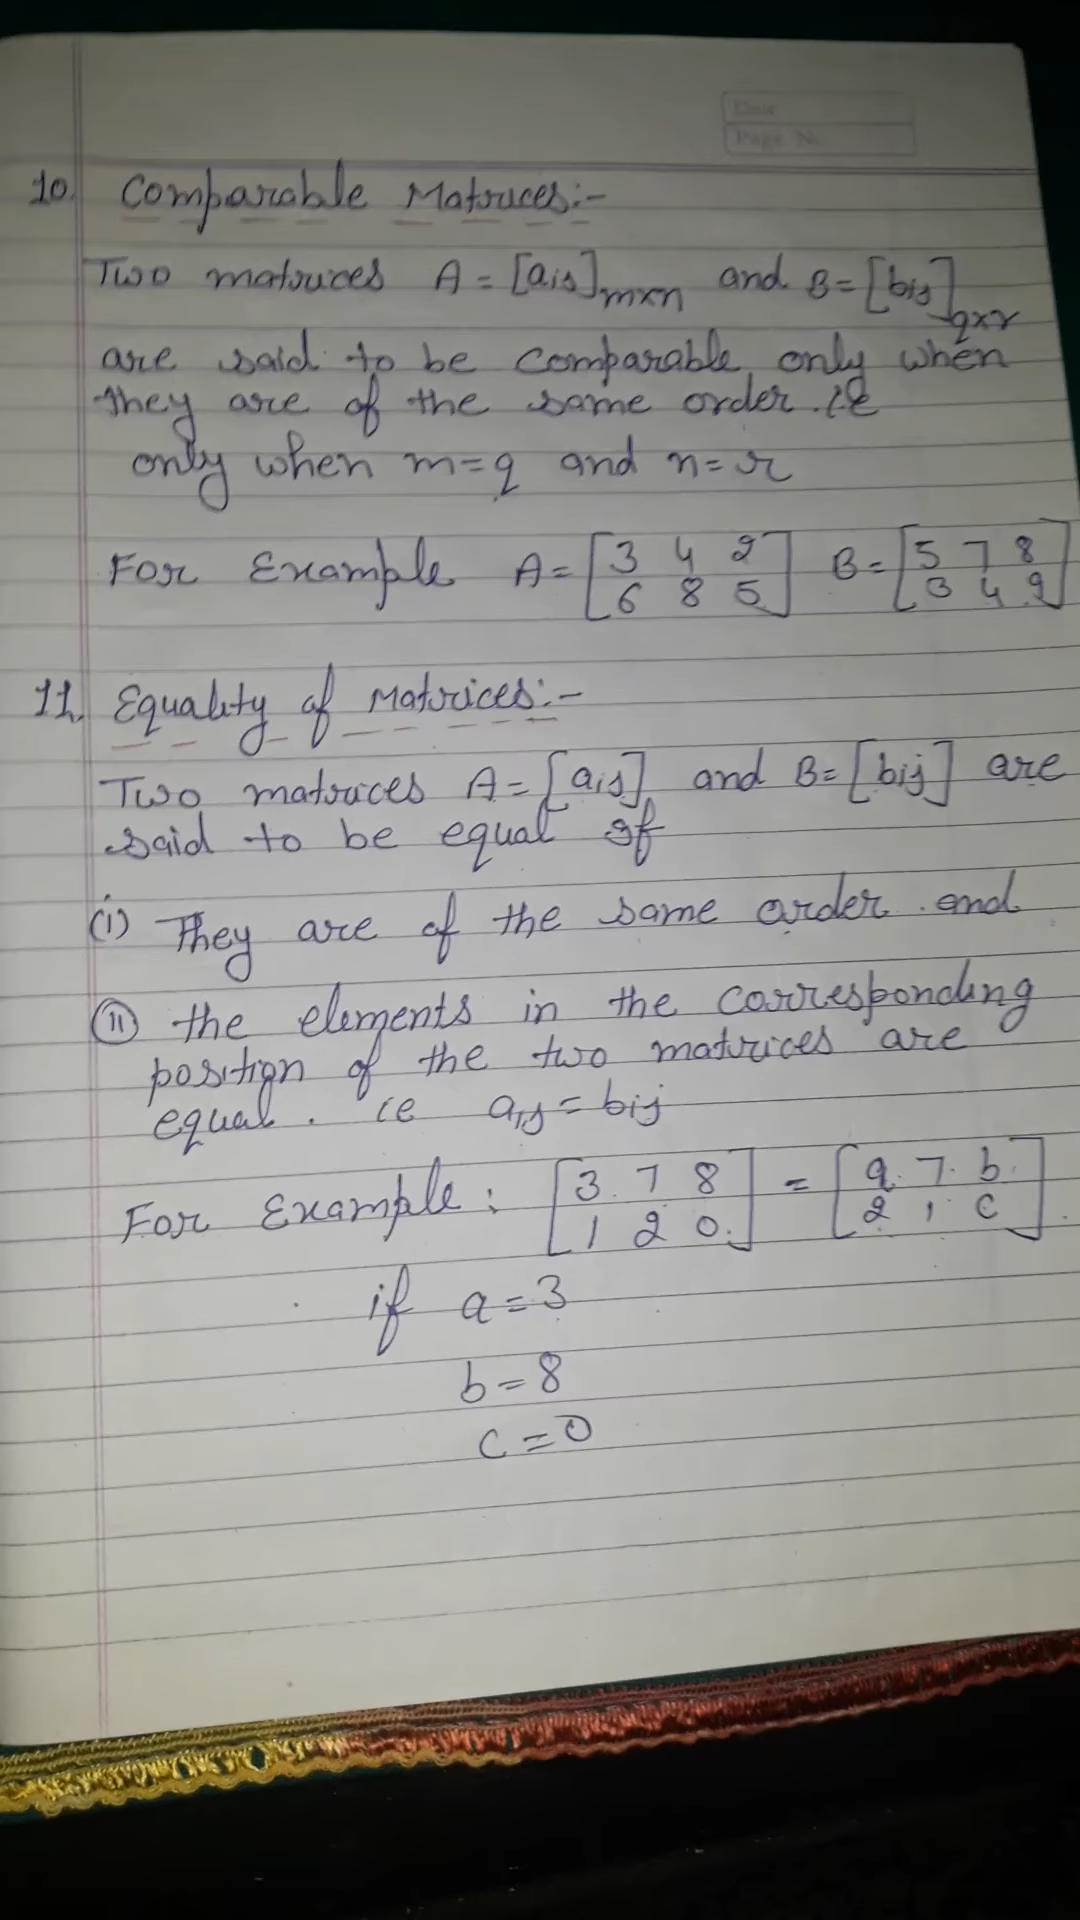 Date
Page No.
10. Comparable Matrices:-
Two matrices A = [aij]m×n and B = [bij]q×r
are said to be comparable only when
they are of the same order. ie
only when m=q and n=r
For Example A = [3 4 2 B = [5 7 8
6 8 5] 3 4 2]
11. Equality of Matrices:-
Two matrices A = [aij] and B = [bij] are
said to be equal if
(i) They are of the same order and
(ii) the elements in the corresponding
position of the two matrices are
equal. ie aij = bij
For Example: [3 7 8 = [a 7 b
1 2 0] 2 1 c]
if a = 3
b = 8
c = 0